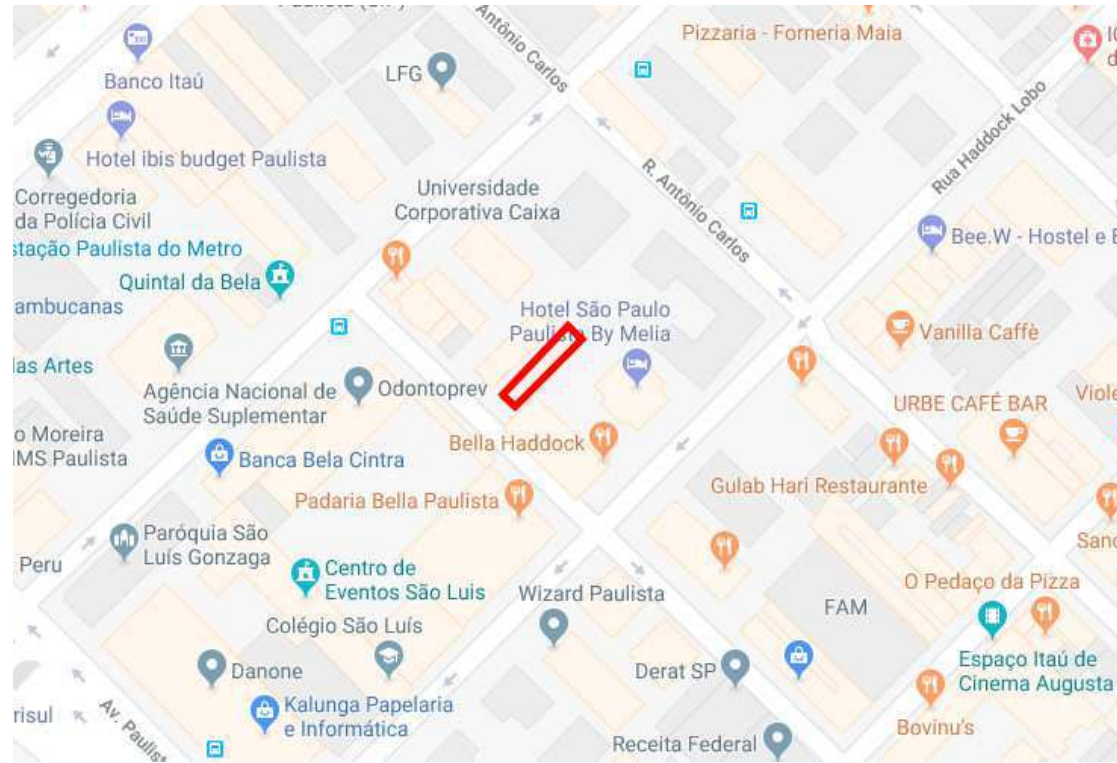 Antônio Carlos
Pizzaria - Forneria Maia
Banco Itaú
LFG
Rua Haddock Lobo
Hotel ibis budget Paulista
Corregedoria
da Polícia Civil
Universidade
Corporativa Caixa
R. Antônio Carlos
stação Paulista do Metro
Bee.W - Hostel e
Quintal da Bela
ambucanas
Hotel São Paulo
Paulista By Melia
Vanilla Caffè
las Artes
Agência Nacional de
Saúde Suplementar
Odontoprev
URBE CAFÉ BAR
o Moreira
IMS Paulista
Bella Haddock
Banca Bela Cintra
Gulab Hari Restaurante
Padaria Bella Paulista
Paróquia São
Luís Gonzaga
Peru
Centro de
Eventos São Luis
Wizard Paulista
O Pedaço da Pizza
FAM
Colégio São Luís
Danone
Derat SP
Espaço Itaú de
Cinema Augusta
Kalunga Papelaria
e Informática
risul
Av. Paulist
Bovinu's
Receita Federal